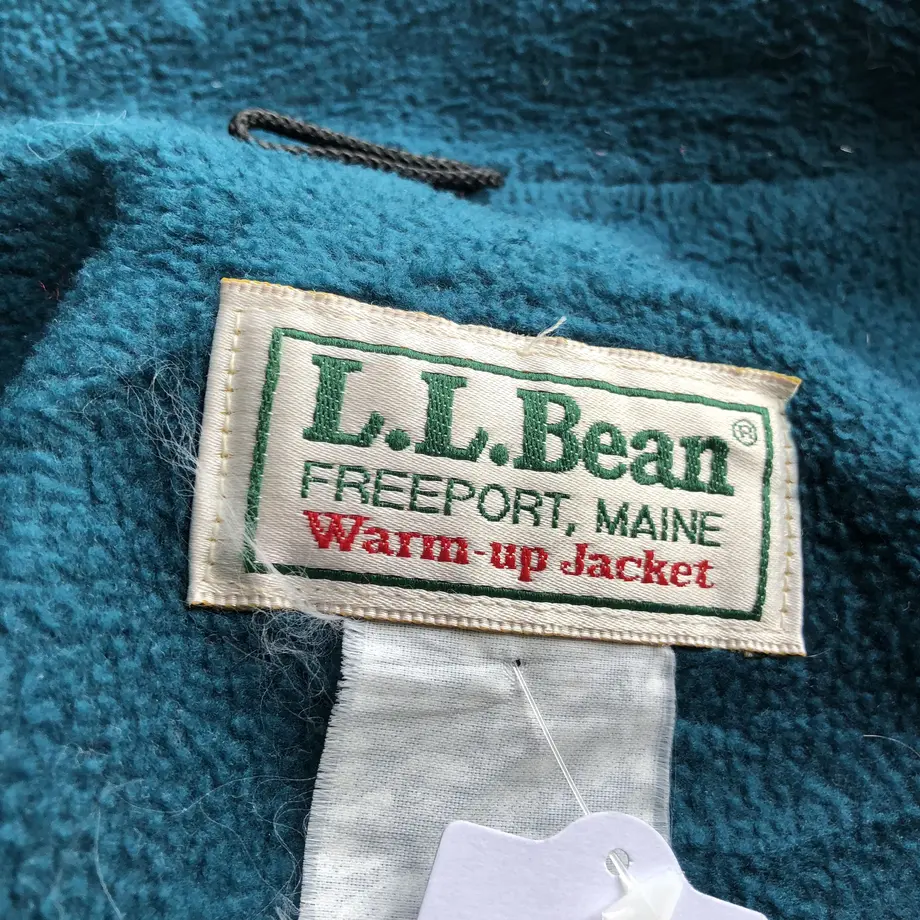 L.L.Bean®
FREEPORT, MAINE
Warm-up Jacket